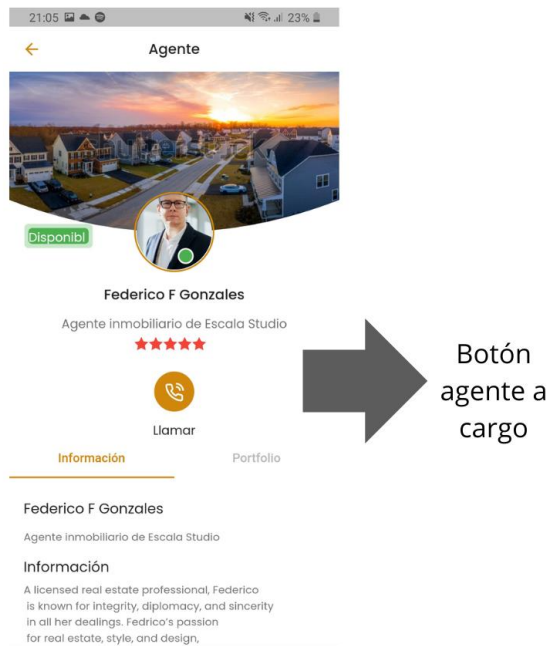 21:05 23%
Agente
Disponibl
Federico F Gonzales
Agente inmobiliario de Escala Studio
Llamar
Información Portfolio
Federico F Gonzales
Agente inmobiliario de Escala Studio
Información
A licensed real estate professional, Federico
is known for integrity, diplomacy, and sincerity
in all her dealings. Fedrico's passion
for real estate, style, and design,
Botón
agente a
cargo